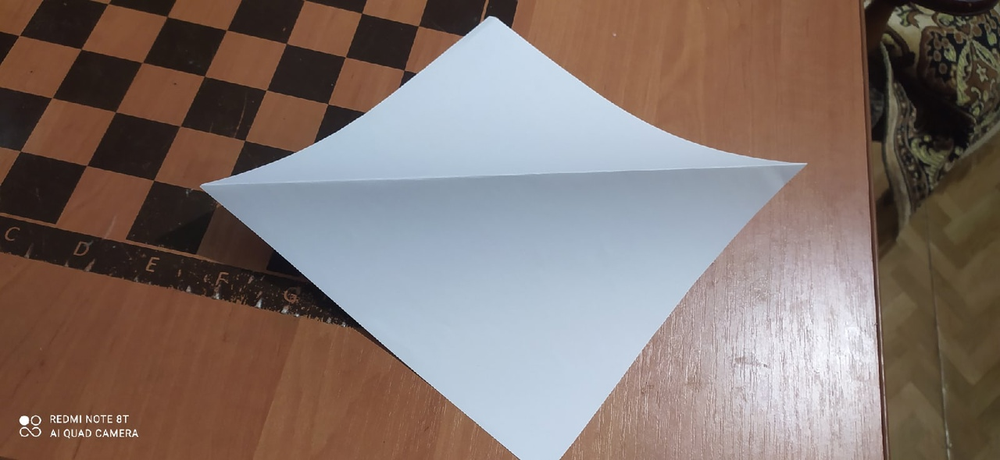 C D E F G
REDMI NOTE 8T
AI QUAD CAMERA